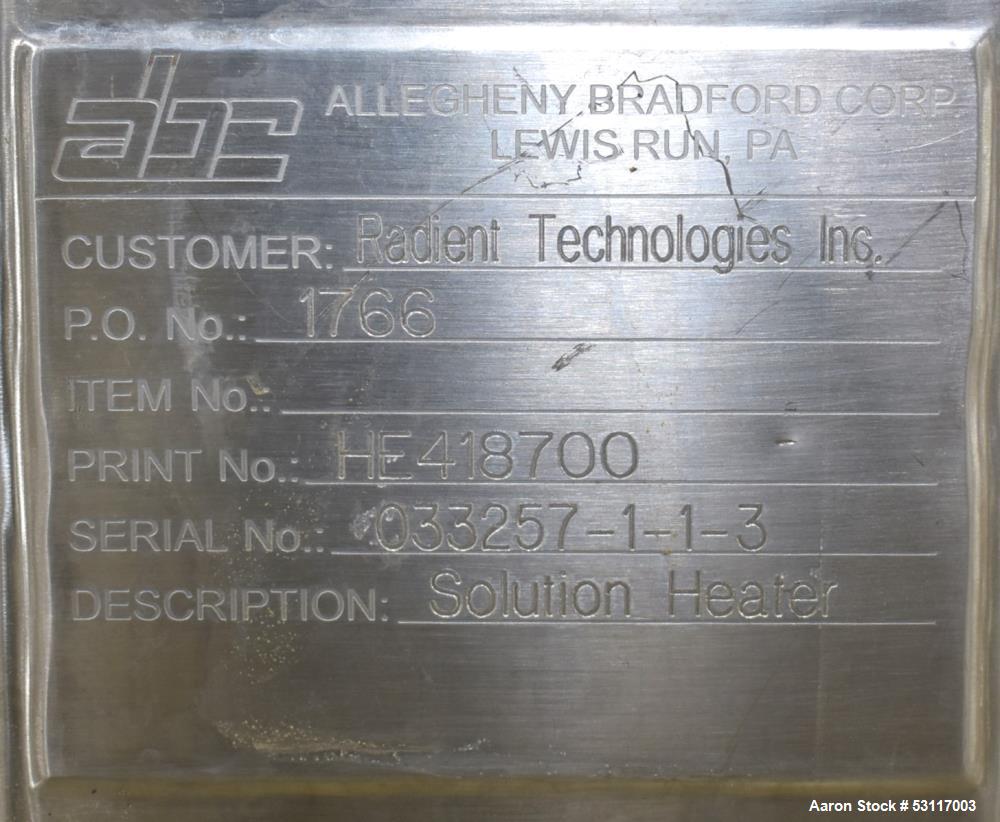 abc ALLEGHENY BRADFORD CORP.
LEWIS RUN, PA
CUSTOMER: Radient Technologies Inc.
P.O. No.: 1766
ITEM No.:
PRINT No.: HE418700
SERIAL No.: 033257-1-1-3
DESCRIPTION: Solution Heater
Aaron Stock # 53117003